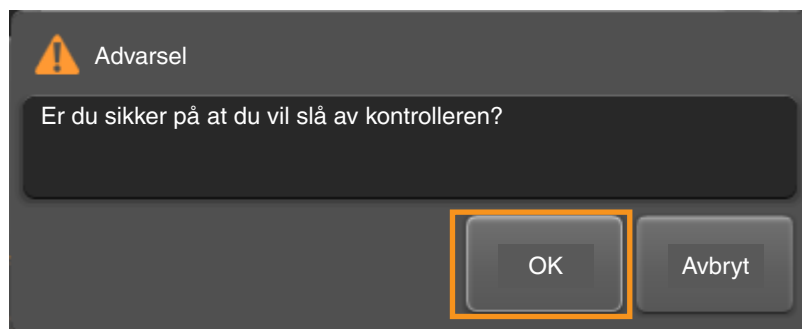 Advarsel
Er du sikker på at du vil slå av kontrolleren?
OK
Avbryt